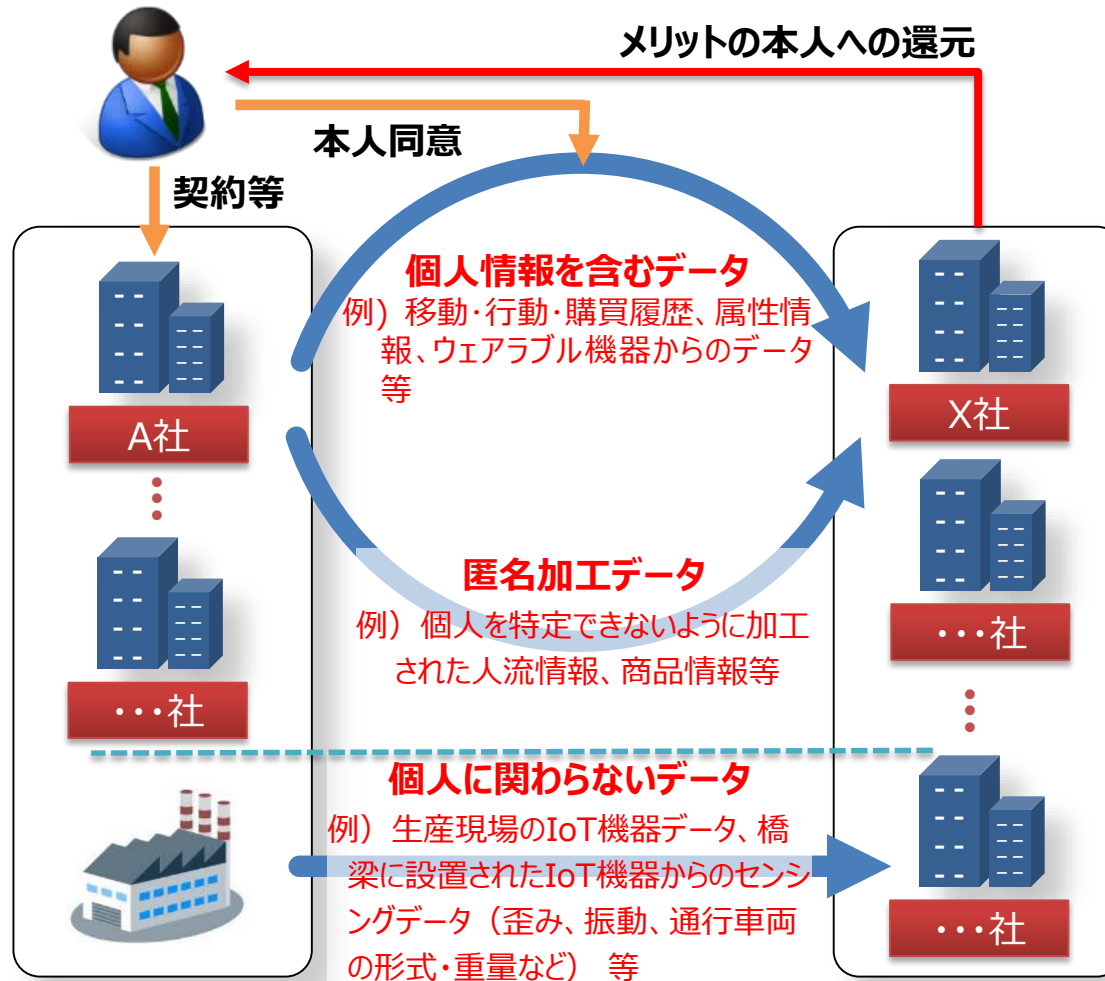 メリットの本人への還元
本人同意
契約等
個人情報を含むデータ
例）移動・行動・購買履歴、属性情
報、ウェアラブル機器からのデータ
等
A社
X社
匿名加工データ
例）個人を特定できないように加工
された人流情報、商品情報等
･･･社
･･･社
個人に関わらないデータ
例）生産現場のIoT機器データ、橋
梁に設置されたIoT機器からのセンシ
ングデータ（歪み、振動、通行車両
の形式・重量など） 等
･･･社